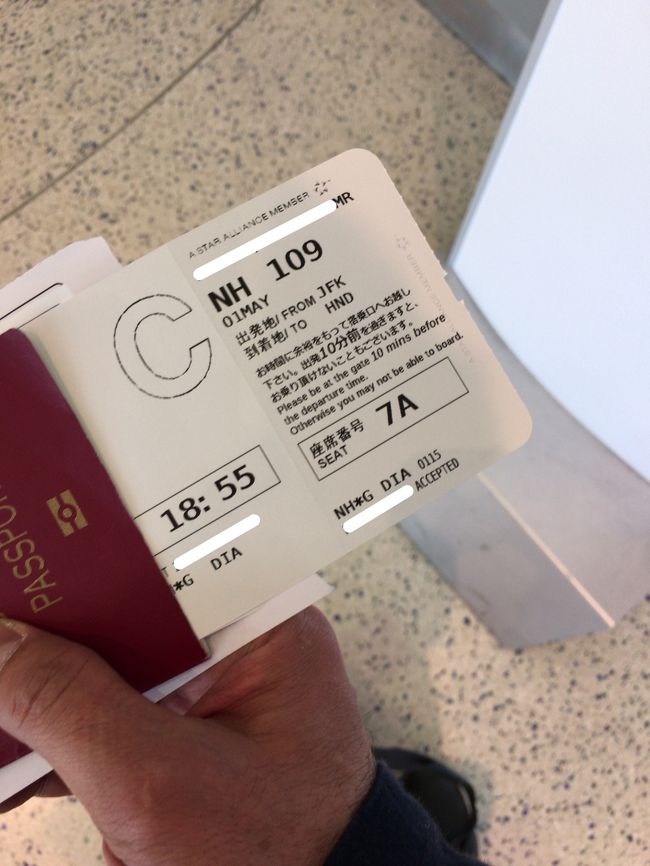 PASSPORT
C
18:55
*G DIA
A STAR ALLIANCE MEMBER
MR
NH 109
01MAY
出発地/FROM JFK
到着地/TO HND
お時間に余裕をもって搭乗口へお越し
下さい。出発10分前を過ぎますと、
お乗り頂けないこともございます。
Please be at the gate 10 mins before
the departure time.
Otherwise you may not be able to board.
座席番号
SEAT 7A
NH*G DIA 0115
ACCEPTED